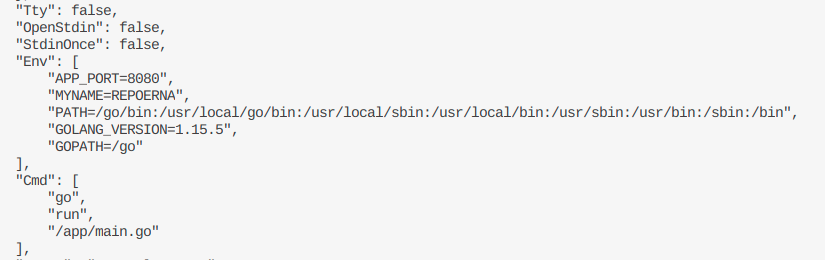 "Tty": false,
"OpenStdin": false,
"StdinOnce": false,
"Env": [
"APP_PORT=8080",
"MYNAME=REPOERNA",
"PATH=/go/bin:/usr/local/go/bin:/usr/local/sbin:/usr/local/bin:/usr/sbin:/usr/bin:/sbin:/bin",
"GOLANG_VERSION=1.15.5",
"GOPATH=/go"
],
"Cmd": [
"go",
"run",
"/app/main.go"
],